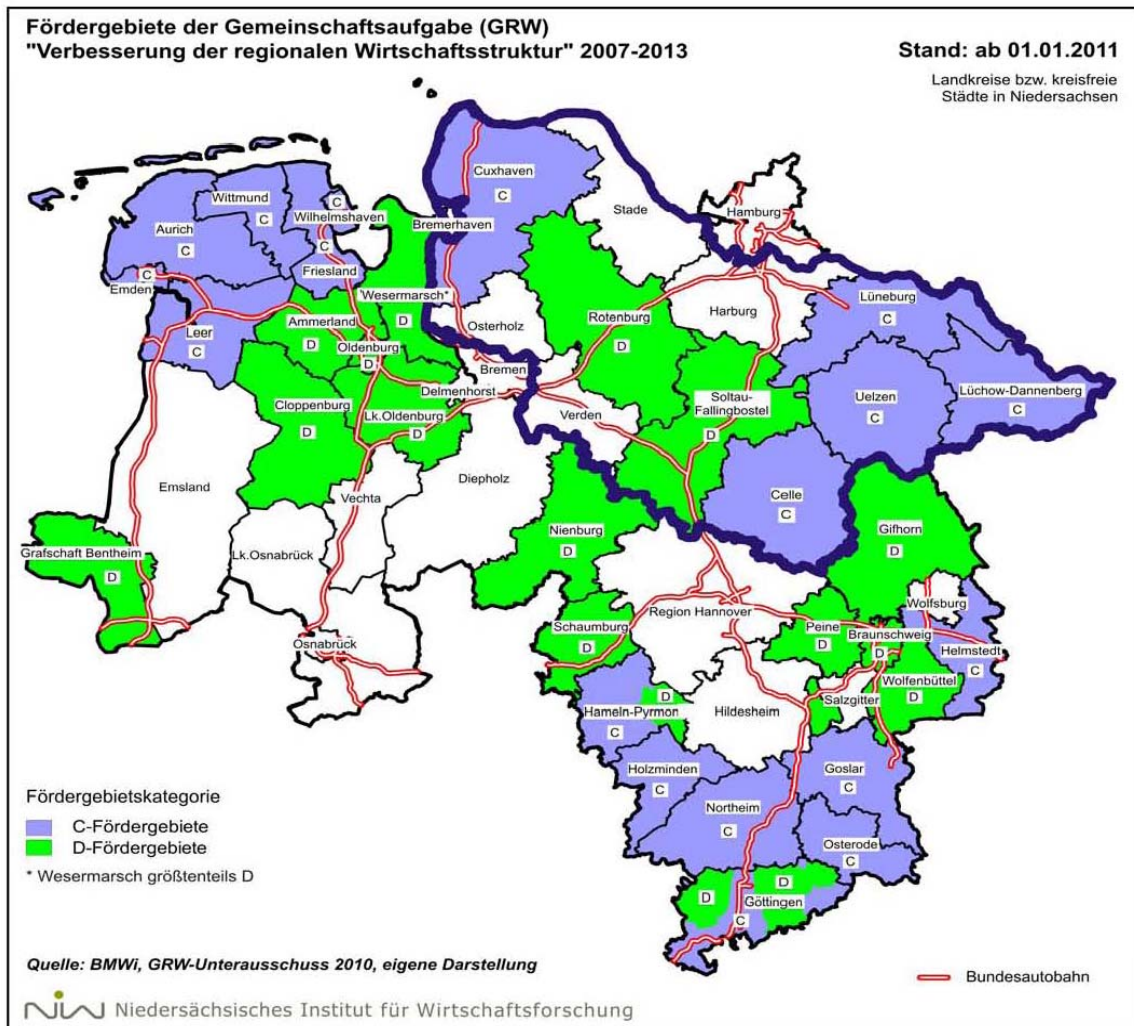 Fördergebiete der Gemeinschaftsaufgabe (GRW)
"Verbesserung der regionalen Wirtschaftsstruktur" 2007-2013
Stand: ab 01.01.2011
Landkreise bzw. kreisfreie
Städte in Niedersachsen
Cuxhaven
C
Stade
Hamburg
Wittmund
C
Aurich
C
C
Wilhelmshaven
C
Friesland
Bremerhaven
Emden
C
Leer
C
Wesermarsch*
D
Ammerland
D
Oldenburg
D
Osterholz
Rotenburg
D
Harburg
Lüneburg
C
Bremen
Delmenhorst
Cloppenburg
D
Lk.Oldenburg
D
Verden
Soltau-
Fallingbostel
D
Uelzen
C
Lüchow-Dannenberg
C
Emsland
Vechta
Diepholz
Celle
C
Nienburg
D
Gifhorn
D
Grafschaft Bentheim
D
Lk.Osnabrück
Osnabrück
Region Hannover
Wolfsburg
Schaumburg
D
Peine
D
Braunschweig
D
Helmstedt
C
Wolfenbüttel
D
Salzgitter
Hildesheim
D
Hameln-Pyrmon
C
Holzminden
C
Goslar
C
Northeim
C
Osterode
C
D
D
Göttingen
C
Fördergebietskategorie
C-Fördergebiete
D-Fördergebiete
* Wesermarsch größtenteils D
Quelle: BMWi, GRW-Unterausschuss 2010, eigene Darstellung
Bundesautobahn
NIW Niedersächsisches Institut für Wirtschaftsforschung